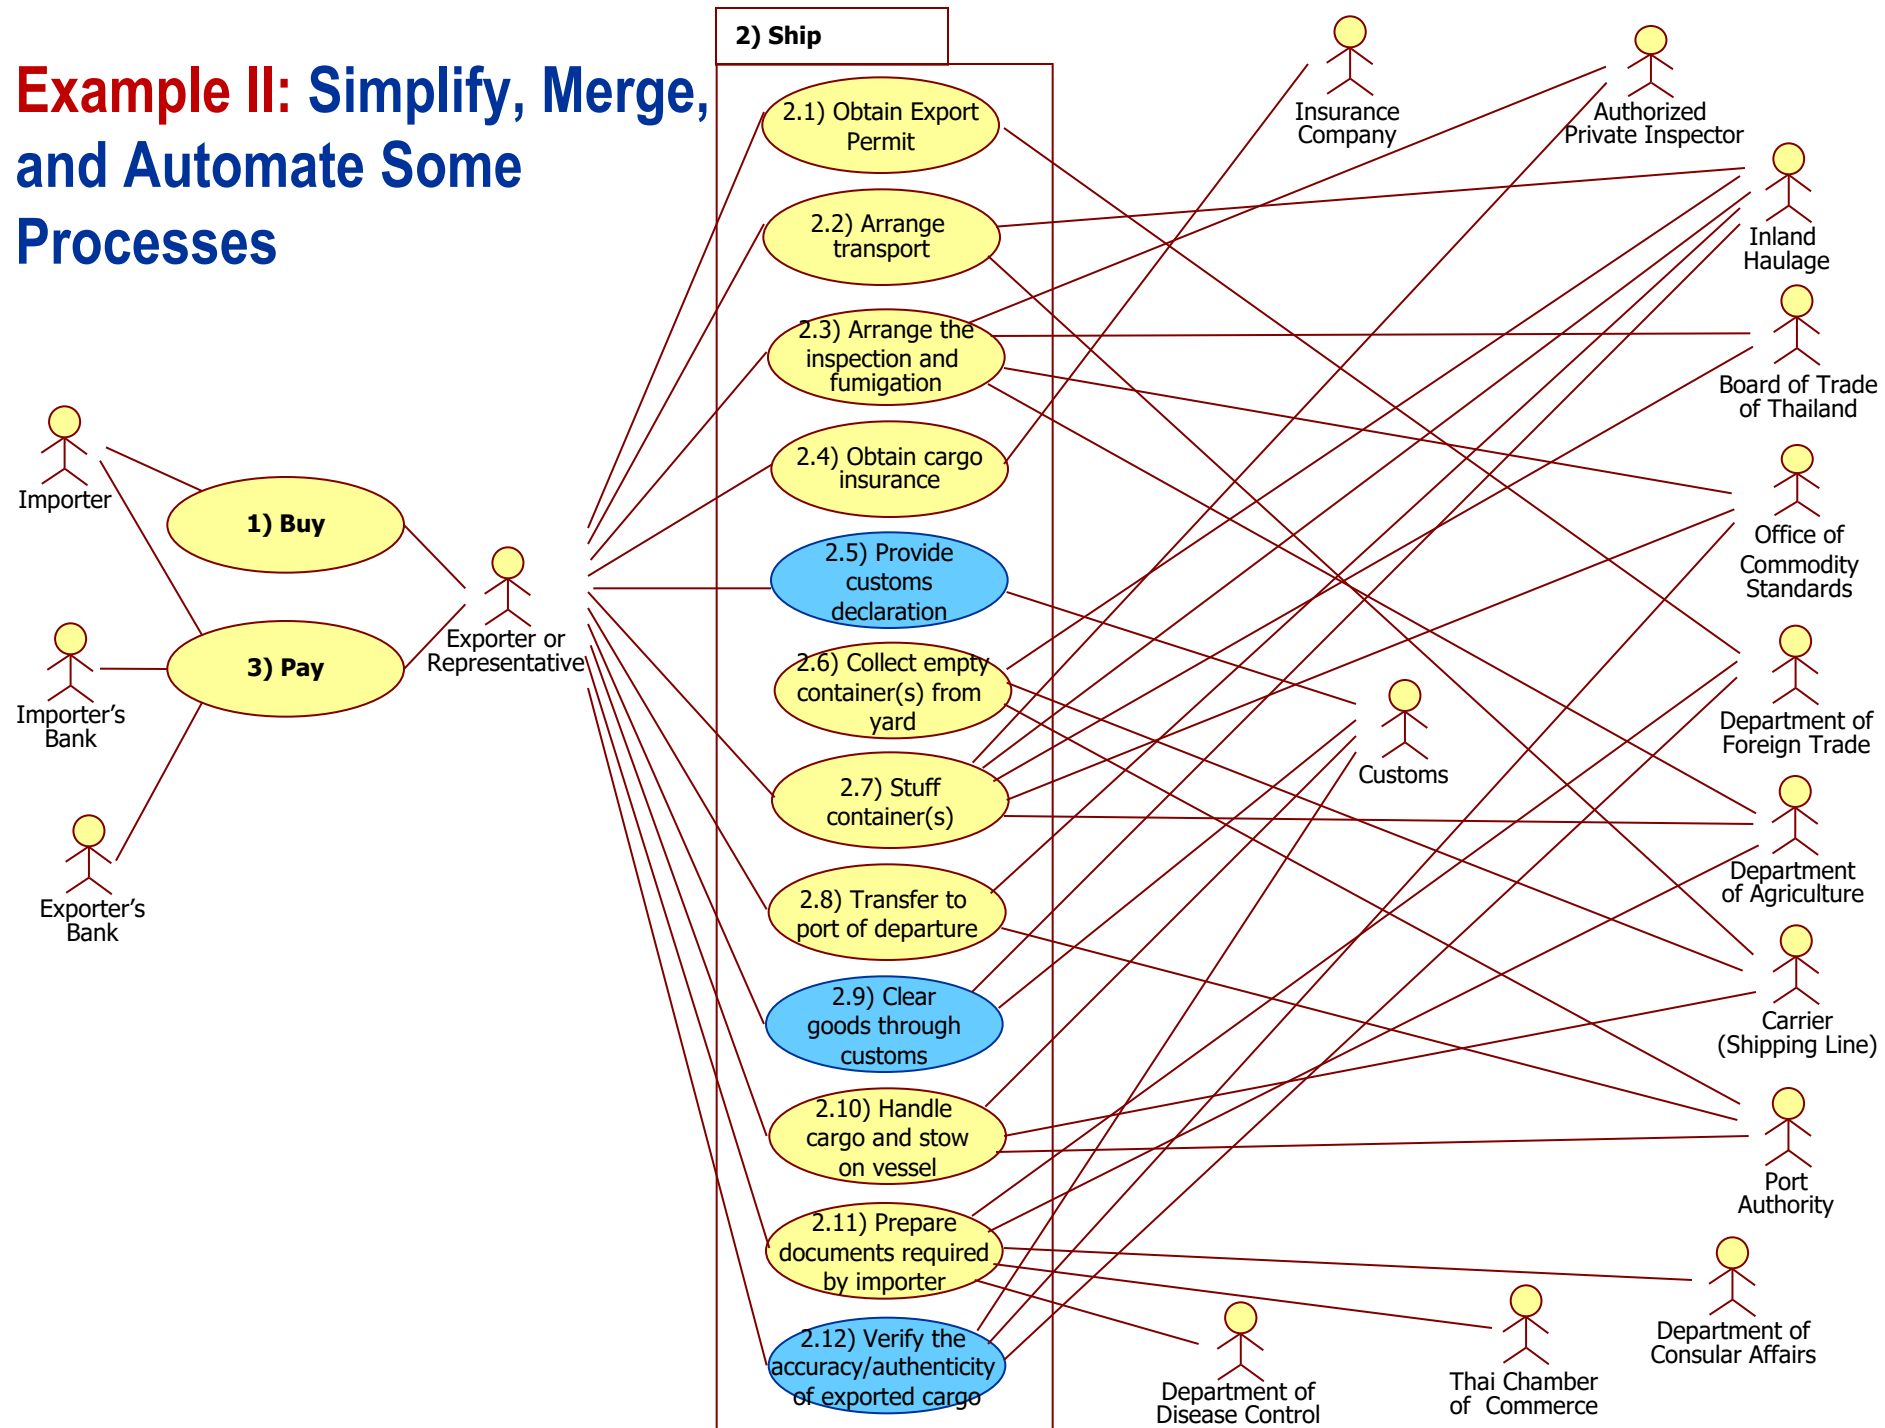 Example II: Simplify, Merge,
and Automate Some
Processes
2) Ship
2.1) Obtain Export
Permit
2.2) Arrange
transport
2.3) Arrange the
inspection and
fumigation
2.4) Obtain cargo
insurance
2.5) Provide
customs
declaration
2.6) Collect empty
container(s) from
yard
2.7) Stuff
container(s)
2.8) Transfer to
port of departure
2.9) Clear
goods through
customs
2.10) Handle
cargo and stow
on vessel
2.11) Prepare
documents required
by importer
2.12) Verify the
accuracy/authenticity
of exported cargo
Importer
1) Buy
3) Pay
Importer’s
Bank
Exporter’s
Bank
Exporter or
Representative
Insurance
Company
Authorized
Private Inspector
Inland
Haulage
Board of Trade
of Thailand
Office of
Commodity
Standards
Department of
Foreign Trade
Customs
Department
of Agriculture
Carrier
(Shipping Line)
Port
Authority
Department of
Consular Affairs
Thai Chamber
of Commerce
Department of
Disease Control